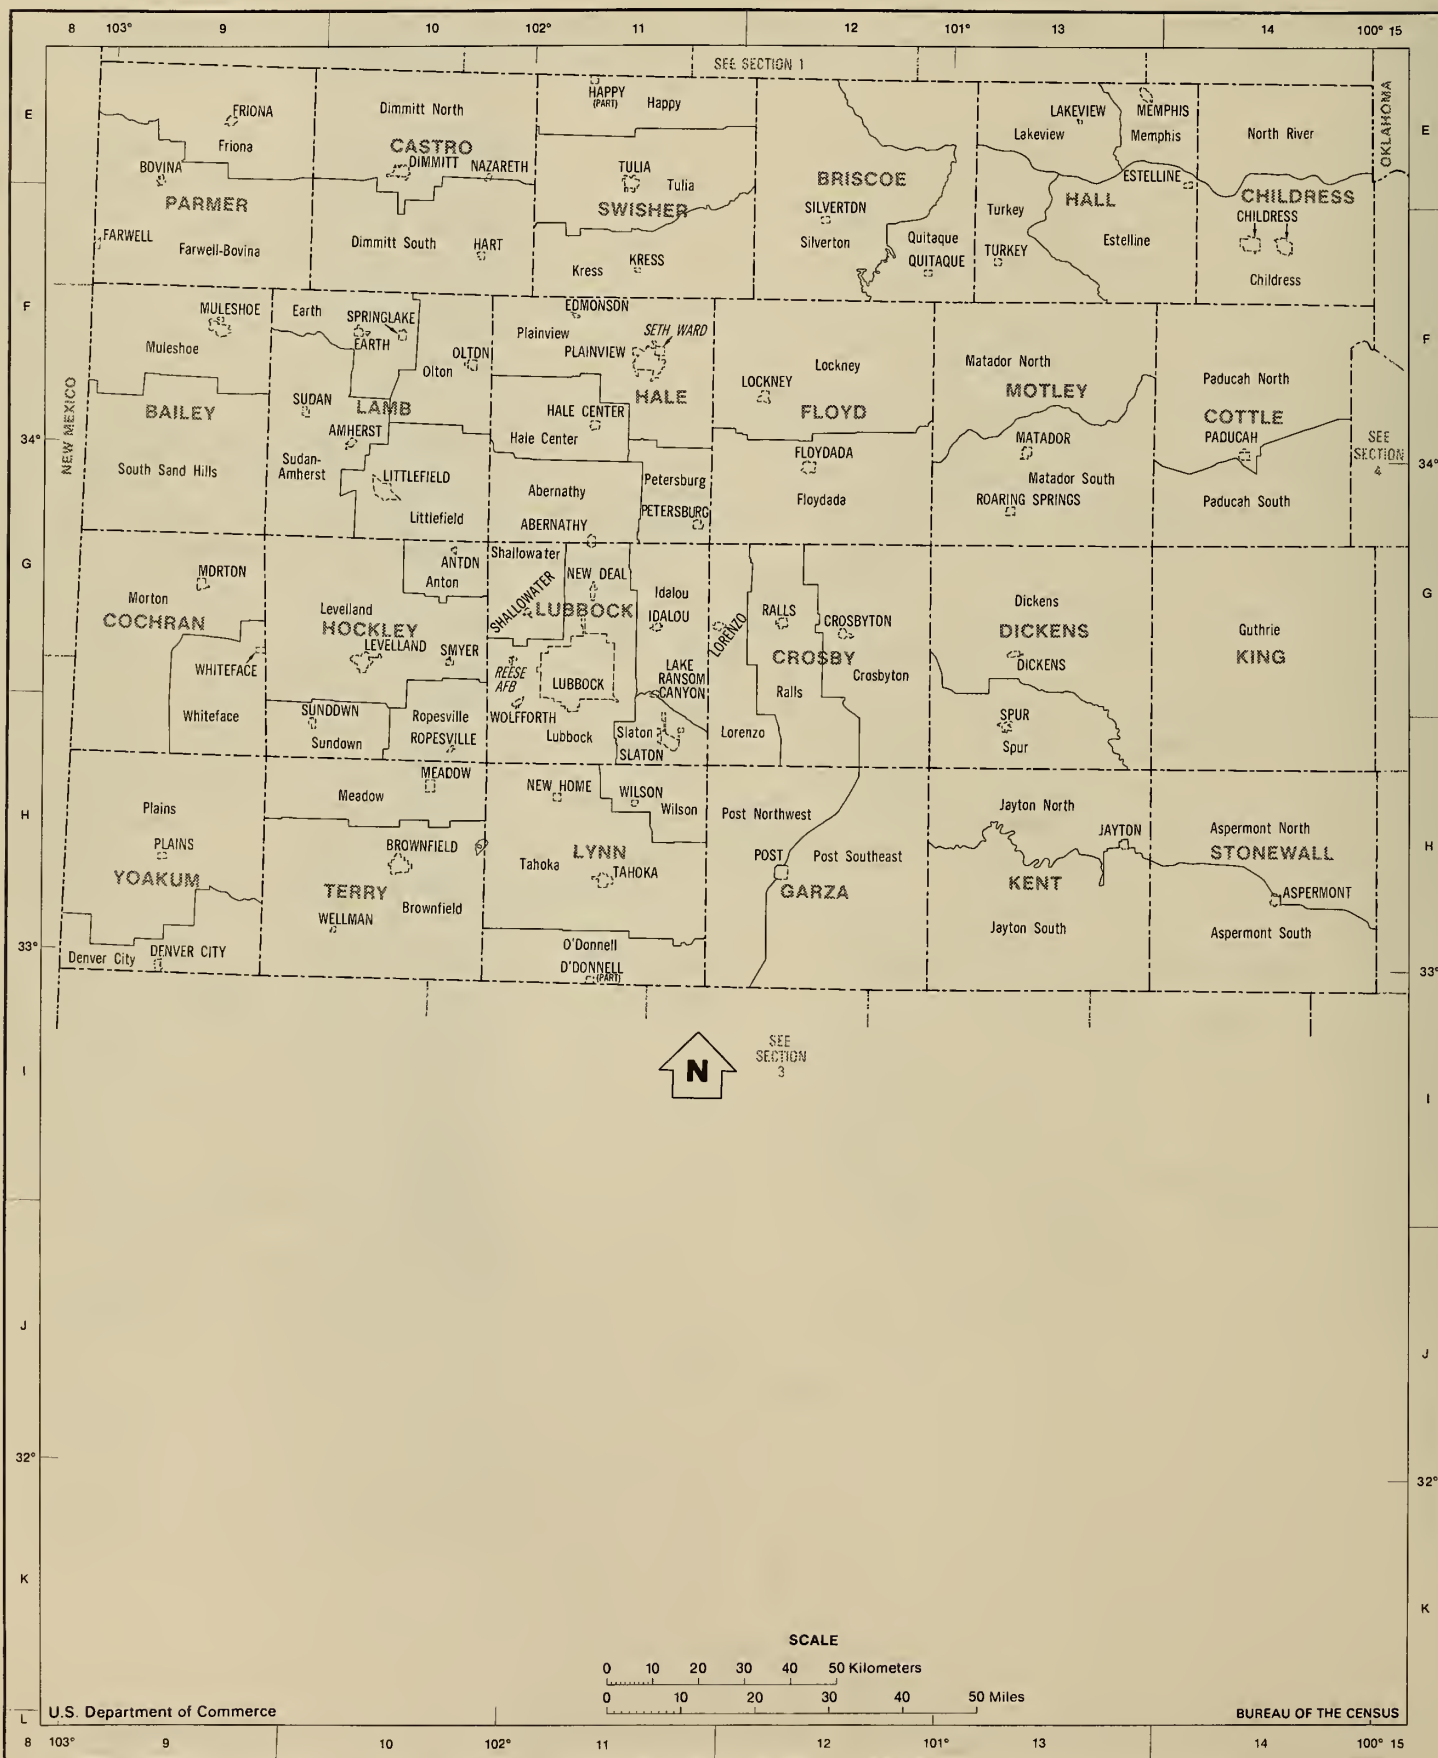 8 103° 9 10 102° 11 12 101° 13 14 100° 15
SEE SECTION 1
OKLAHOMA
E
E
FRIONA
Friona
BOVINA
PARMER
FARWELL
Farwell-Bovina
Dimmitt North
CASTRO
DIMMITT
NAZARETH
Dimmitt South
HART
HAPPY
(PART)
Happy
TULIA
Tulia
SWISHER
KRESS
Kress
BRISCOE
SILVERTON
Silverton
Quitaque
QUITAQUE
LAKEVIEW
Lakeview
MEMPHIS
Memphis
ESTELLINE
HALL
Turkey
TURKEY
Estelline
North River
CHILDRESS
CHILDRESS
Childress
F
F
NEW MEXICO
MULESHOE
Muleshoe
BAILEY
South Sand Hills
Earth
SPRINGLAKE
EARTH
OLTON
Olton
SUDAN
LAMB
AMHERST
Sudan-
Amherst
LITTLEFIELD
Littlefield
EDMONSON
Plainview
SETH WARD
PLAINVIEW
HALE
HALE CENTER
Hale Center
Abernathy
ABERNATHY
Petersburg
PETERSBURG
Lockney
LOCKNEY
FLOYD
FLOYDADA
Floydada
Matador North
MOTLEY
MATADOR
Matador South
ROARING SPRINGS
Paducah North
COTTLE
PADUCAH
Paducah South
SEE
SECTION
4
34°
34°
G
G
MORTON
Morton
COCHRAN
WHITEFACE
Whiteface
ANTON
Anton
Levelland
HOCKLEY
LEVELLAND
SMYER
SUNDOWN
Sundown
Ropesville
ROPESVILLE
Shallowater
SHALLOWATER
NEW DEAL
LUBBOCK
REESE
AFB
LUBBOCK
WOLFFORTH
Lubbock
Idalou
IDALOU
LAKE
RANSOM
CANYON
Slaton
SLATON
LORENZO
Lorenzo
RALLS
CROSBYTON
CROSBY
Ralls
Crosbyton
Dickens
DICKENS
DICKENS
SPUR
Spur
Guthrie
KING
H
H
Plains
PLAINS
YOAKUM
Denver City
DENVER CITY
MEADOW
Meadow
BROWNFIELD
TERRY
Brownfield
WELLMAN
NEW HOME
WILSON
Wilson
LYNN
Tahoka
TAHOKA
O'Donnell
O'DONNELL
(PART)
Post Northwest
POST
Post Southeast
GARZA
Jayton North
JAYTON
KENT
Jayton South
Aspermont North
STONEWALL
ASPERMONT
Aspermont South
33°
33°
N
SEE
SECTION
3
I
I
J
J
32°
32°
K
K
SCALE
0 10 20 30 40 50 Kilometers
0 10 20 30 40 50 Miles
L
U.S. Department of Commerce
BUREAU OF THE CENSUS
8 103° 9 10 102° 11 12 101° 13 14 100° 15